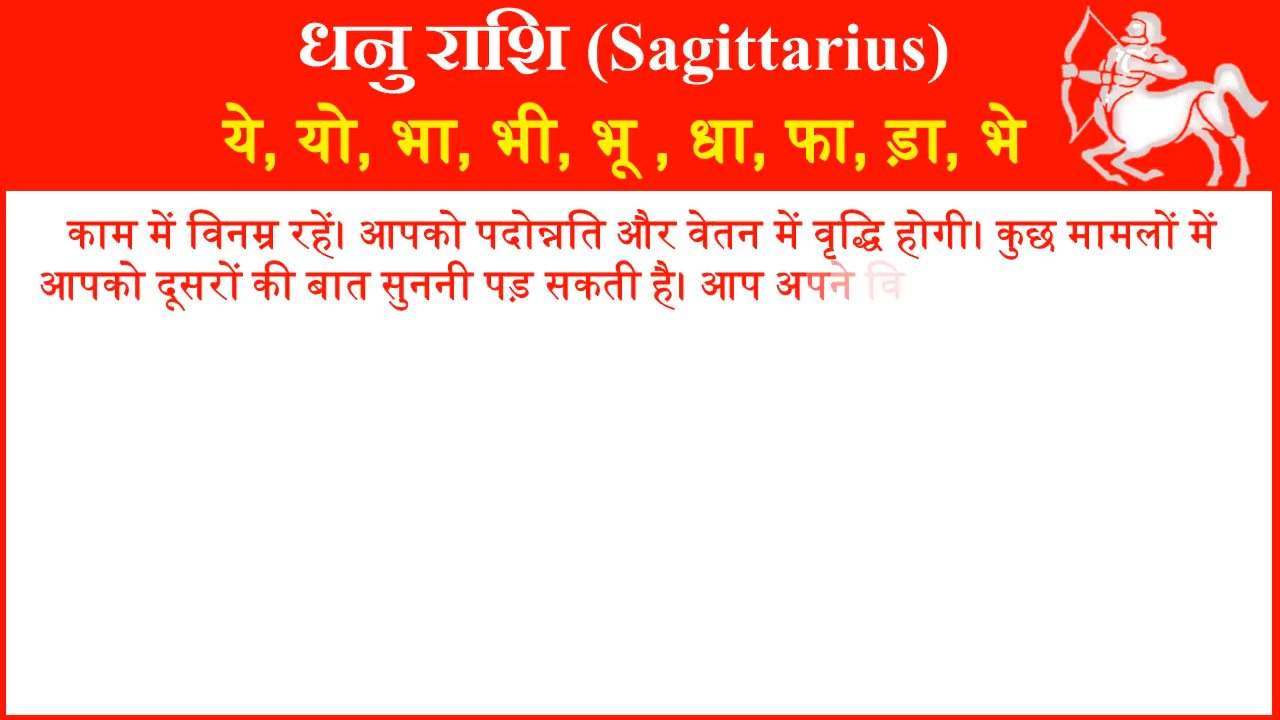 धनु राशि (Sagittarius)
ये, यो, भा, भी, भू , धा, फा, ड़ा, भे
काम में विनम्र रहें। आपको पदोन्नति और वेतन में वृद्धि होगी। कुछ मामलों में
आपको दूसरों की बात सुननी पड़ सकती है। आप अपने वि